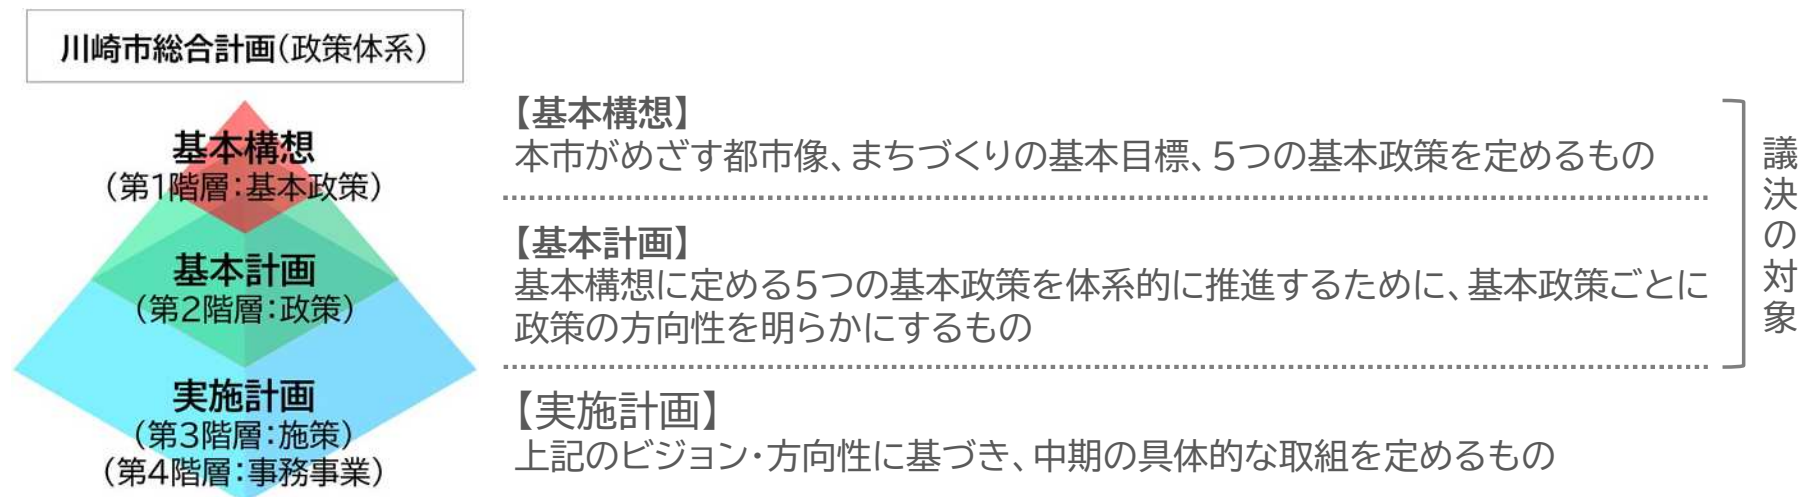 川崎市総合計画(政策体系)
基本構想
(第1階層:基本政策)
基本計画
(第2階層:政策)
実施計画
(第3階層:施策)
(第4階層:事務事業)
【基本構想】
本市がめざす都市像、まちづくりの基本目標、5つの基本政策を定めるもの
【基本計画】
基本構想に定める5つの基本政策を体系的に推進するために、基本政策ごとに
政策の方向性を明らかにするもの
【実施計画】
上記のビジョン・方向性に基づき、中期の具体的な取組を定めるもの
議決の対象